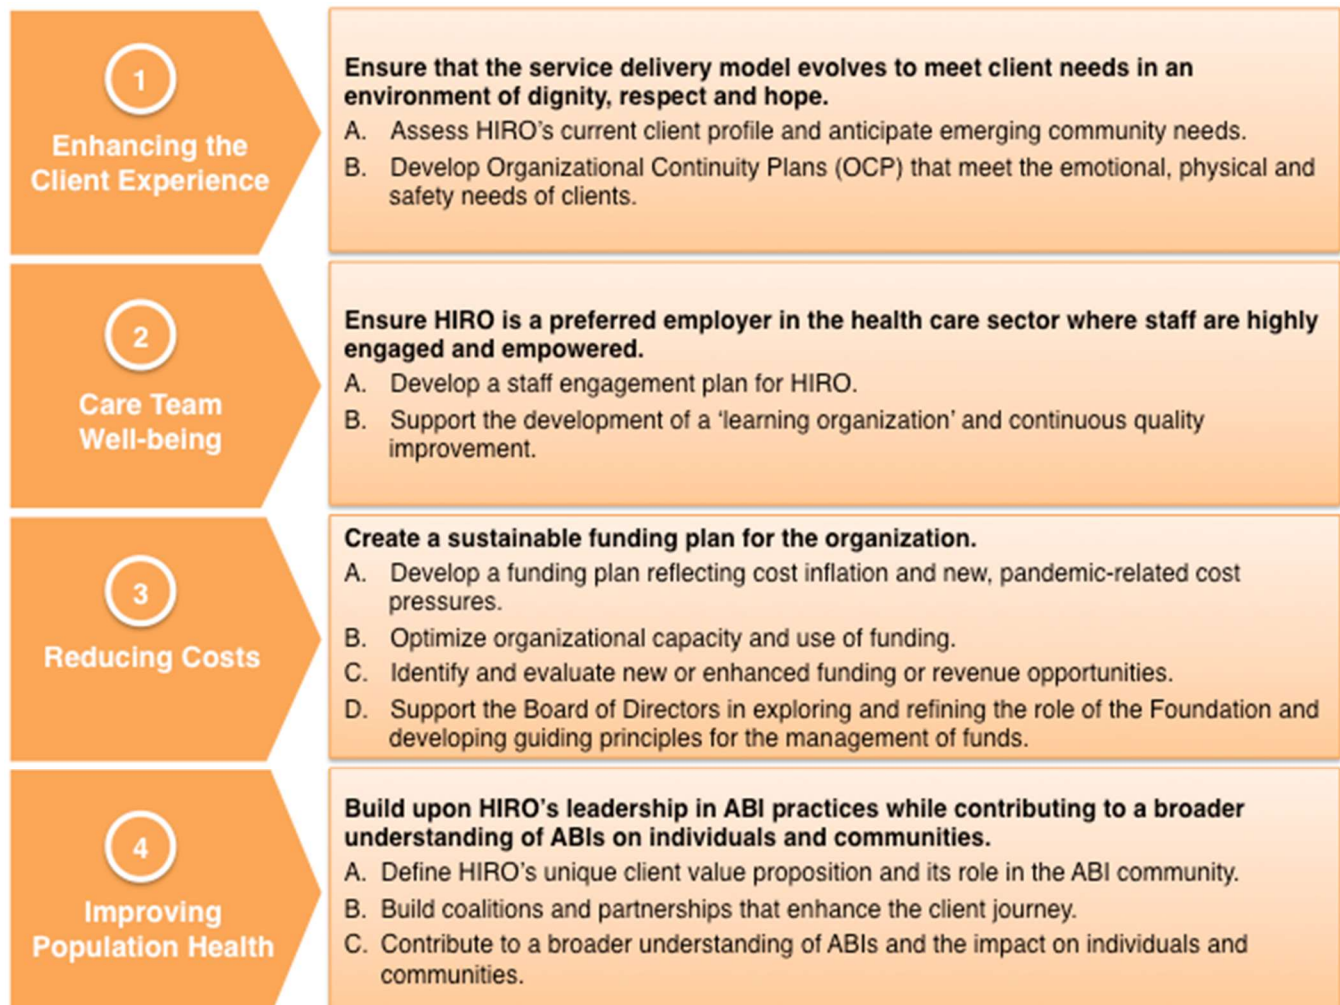 1
Enhancing the
Client Experience
Ensure that the service delivery model evolves to meet client needs in an
environment of dignity, respect and hope.
A. Assess HIRO's current client profile and anticipate emerging community needs.
B. Develop Organizational Continuity Plans (OCP) that meet the emotional, physical and
safety needs of clients.
2
Care Team
Well-being
Ensure HIRO is a preferred employer in the health care sector where staff are highly
engaged and empowered.
A. Develop a staff engagement plan for HIRO.
B. Support the development of a ‘learning organization’ and continuous quality
improvement.
3
Reducing Costs
Create a sustainable funding plan for the organization.
A. Develop a funding plan reflecting cost inflation and new, pandemic-related cost
pressures.
B. Optimize organizational capacity and use of funding.
C. Identify and evaluate new or enhanced funding or revenue opportunities.
D. Support the Board of Directors in exploring and refining the role of the Foundation and
developing guiding principles for the management of funds.
4
Improving
Population Health
Build upon HIRO's leadership in ABI practices while contributing to a broader
understanding of ABIs on individuals and communities.
A. Define HIRO's unique client value proposition and its role in the ABI community.
B. Build coalitions and partnerships that enhance the client journey.
C. Contribute to a broader understanding of ABIs and the impact on individuals and
communities.